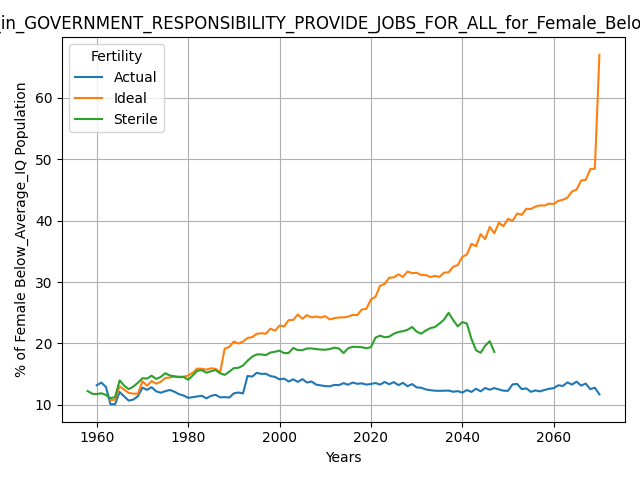 _in_GOVERNMENT_RESPONSIBILITY_PROVIDE_JOBS_FOR_ALL_for_Female_Belo
Fertility
Actual
Ideal
Sterile
% of Female Below_Average_IQ Population
60
50
40
30
20
10
1960 1980 2000 2020 2040 2060
Years